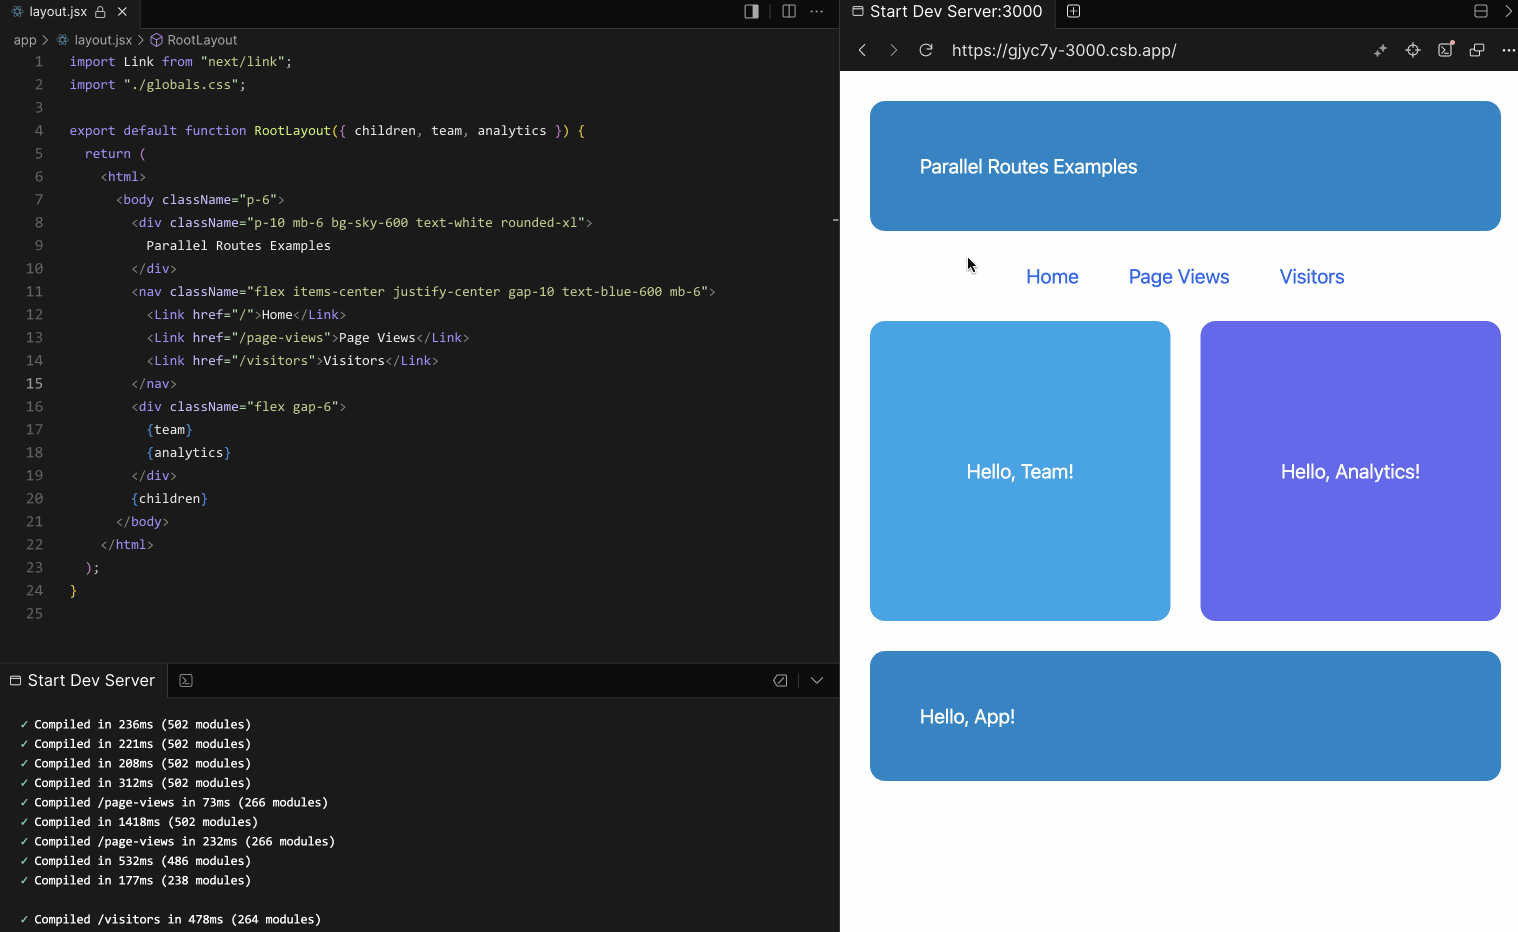 layout.jsx
app > layout.jsx > RootLayout
1 import Link from "next/link";
2 import "./globals.css";
3
4 export default function RootLayout({ children, team, analytics }) {
5 return (
6 <html>
7 <body className="p-6">
8 <div className="p-10 mb-6 bg-sky-600 text-white rounded-xl">
9 Parallel Routes Examples
10 </div>
11 <nav className="flex items-center justify-center gap-10 text-blue-600 mb-6">
12 <Link href="/">Home</Link>
13 <Link href="/page-views">Page Views</Link>
14 <Link href="/visitors">Visitors</Link>
15 </nav>
16 <div className="flex gap-6">
17 {team}
18 {analytics}
19 </div>
20 {children}
21 </body>
22 </html>
23 );
24 }
25
Start Dev Server
✓ Compiled in 236ms (502 modules)
✓ Compiled in 221ms (502 modules)
✓ Compiled in 208ms (502 modules)
✓ Compiled in 312ms (502 modules)
✓ Compiled /page-views in 73ms (266 modules)
✓ Compiled in 1418ms (502 modules)
✓ Compiled /page-views in 232ms (266 modules)
✓ Compiled in 532ms (486 modules)
✓ Compiled in 177ms (238 modules)
✓ Compiled /visitors in 478ms (264 modules)
Start Dev Server:3000
https://gjyc7y-3000.csb.app/
Parallel Routes Examples
Home Page Views Visitors
Hello, Team!
Hello, Analytics!
Hello, App!